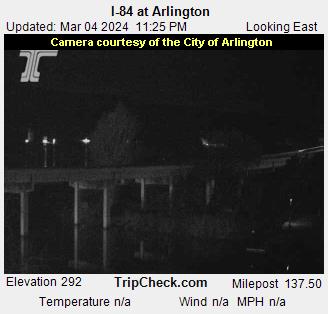 I-84 at Arlington
Updated: Mar 04 2024 11:25 PM Looking East
Camera courtesy of the City of Arlington
Elevation 292 TripCheck.com Milepost 137.50
Temperature n/a Wind n/a MPH n/a